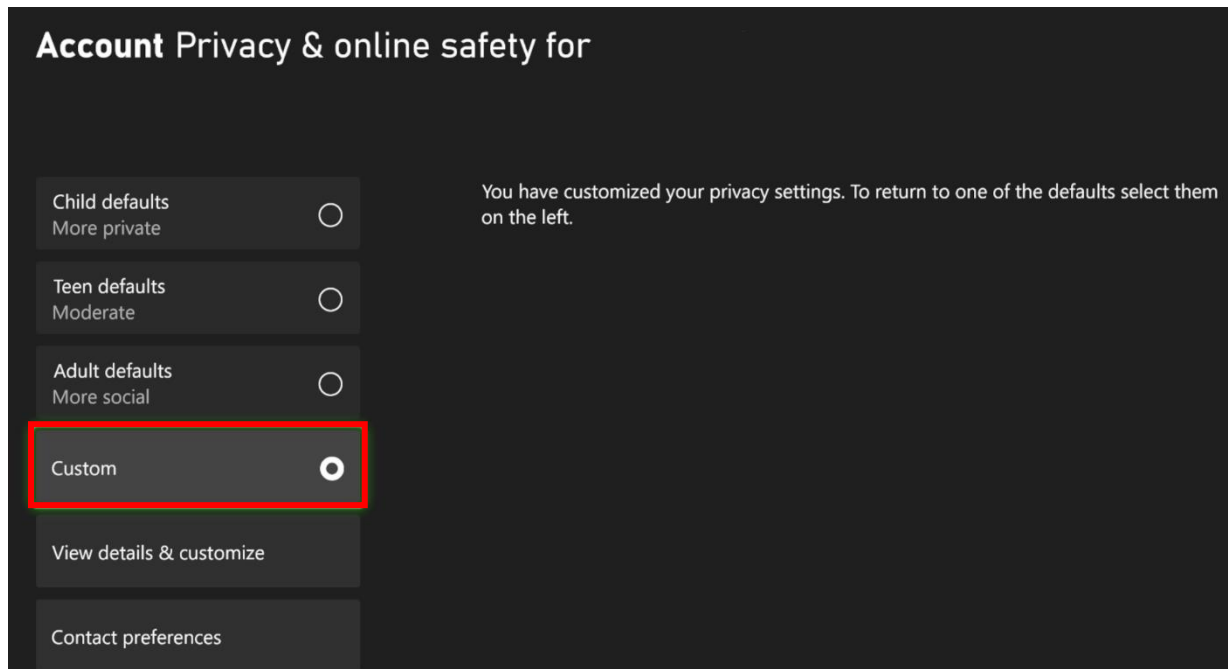 Account Privacy & online safety for
Child defaults
More private
You have customized your privacy settings. To return to one of the defaults select them
on the left.
Teen defaults
Moderate
Adult defaults
More social
Custom
View details & customize
Contact preferences